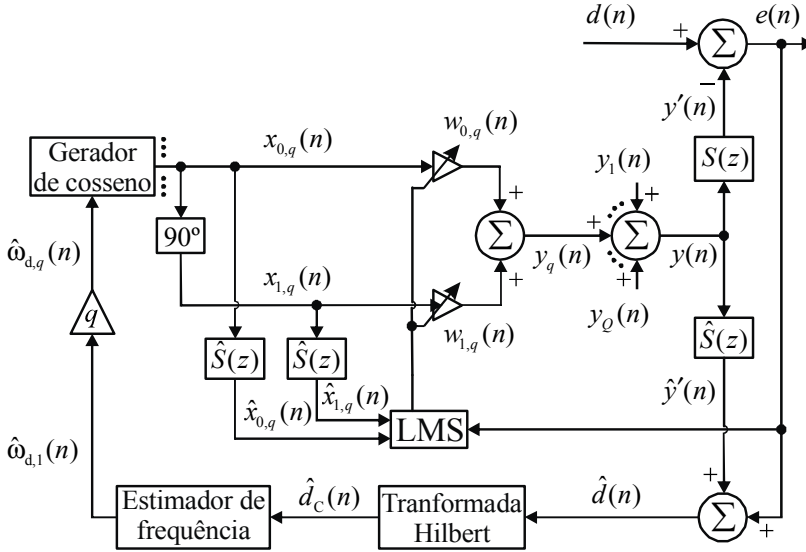 d(n)
e(n)
+
Σ
−
y′(n)
S(z)
w₀,q(n)
x₀,q(n)
Gerador
de cosseno
y₁(n)
+
+
+
Σ
Σ
90º
ω̂d,q(n)
yq(n)
y(n)
x₁,q(n)
+
+
yQ(n)
q
w₁,q(n)
Ŝ(z)
Ŝ(z)
Ŝ(z)
x̂₁,q(n)
ŷ′(n)
x̂₀,q(n)
LMS
ω̂d,1(n)
+
Estimador de
frequência
d̂C(n)
Tranformada
Hilbert
d̂(n)
Σ
+